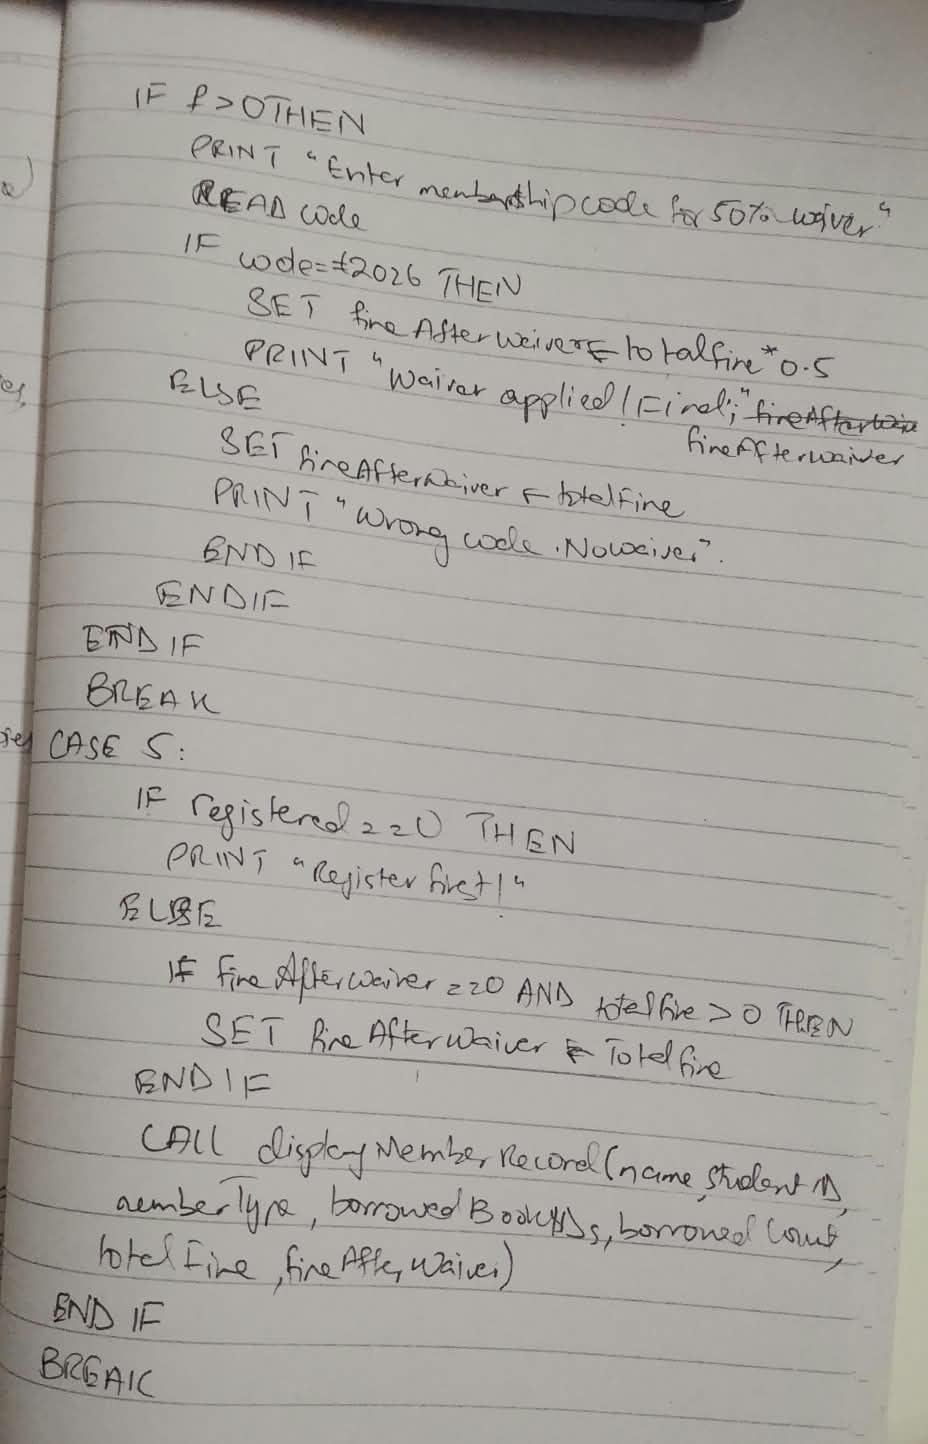 IF f>0 THEN
PRINT "Enter membership code for 50% waiver"
READ code
IF code==2026 THEN
SET fineAfterWaiver ← totalfine * 0.5
PRINT "Waiver applied! Final;" fineAfterWaiver
ELSE
SET fineAfterWaiver ← totalFine
PRINT "Wrong code. No waiver".
END IF
ENDIF
END IF
BREAK
CASE 5:
IF registered==0 THEN
PRINT "Register first!"
ELSE
IF fineAfterwaiver ==0 AND totalfine > 0 THEN
SET fineAfterWaiver ← Totalfine
ENDIF
CALL displayMemberRecord(name, studentID,
memberType, borrowedBookIDs, borrowedCount,
totalFine, fineAfterWaiver)
END IF
BREAK